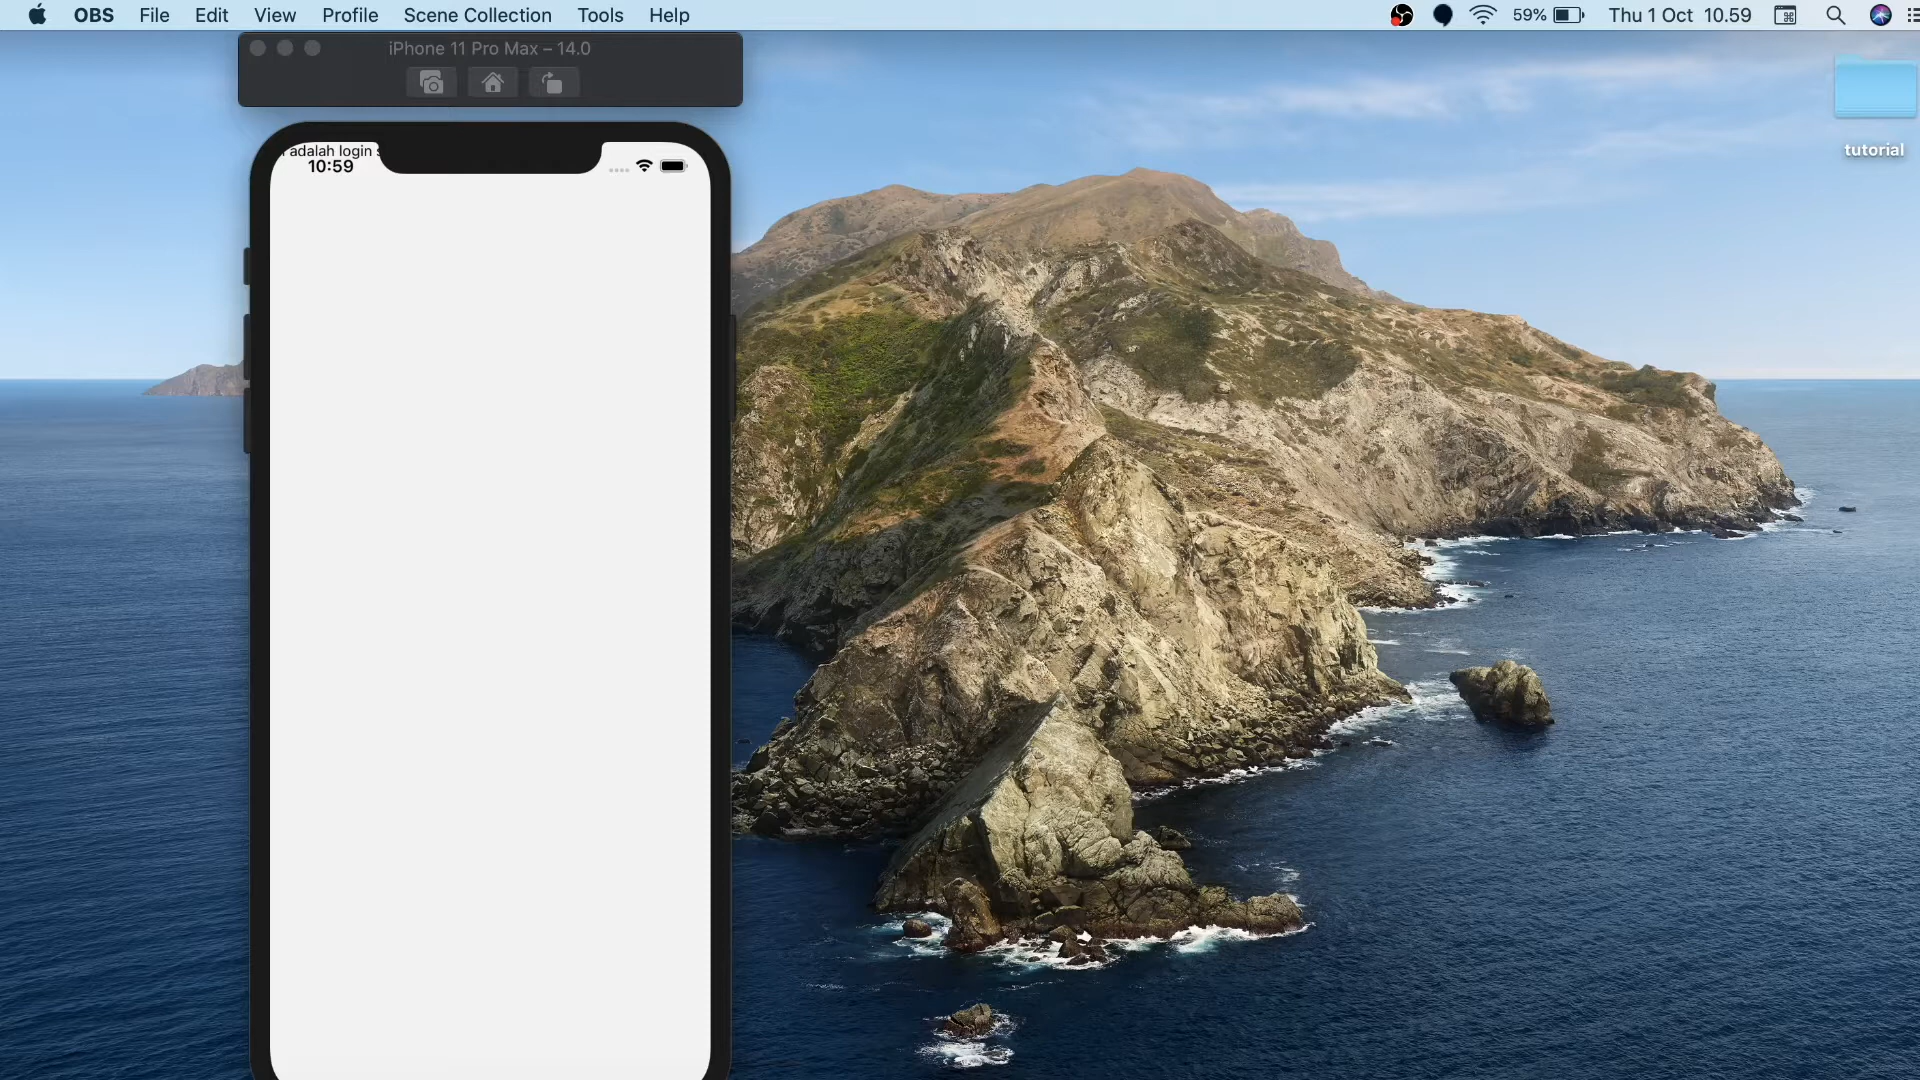 OBS File Edit View Profile Scene Collection Tools Help 59% Thu 1 Oct 10.59
iPhone 11 Pro Max – 14.0
adalah login
10:59
tutorial